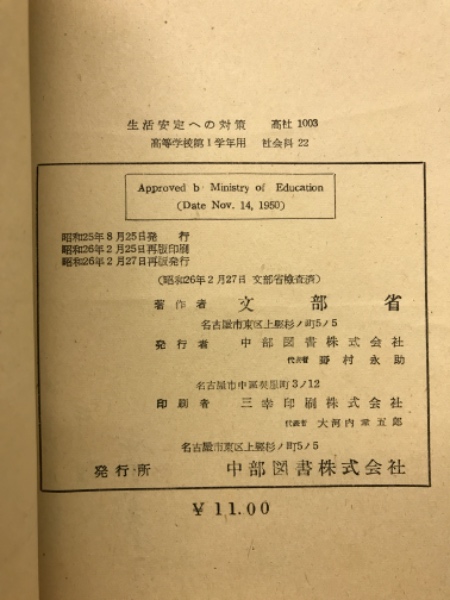 生活安定への対策 高社 1003
高等学校第1学年用 社会科 22
Approved b Ministry of Education
(Date Nov. 14, 1950)
昭和25年8月25日発 行
昭和26年2月25日再版印刷
昭和26年2月27日再版発行
(昭和26年2月27日 文部省検査済)
著作者 文部省
名古屋市東区上竪杉ノ町5ノ5
発行者 中部図書株式会社
代表者 野村永助
名古屋市中区葵里町3ノ12
印刷者 三幸印刷株式会社
代表者 大河内幸五郎
名古屋市東区上竪杉ノ町5ノ5
発行所 中部図書株式会社
¥ 11.00